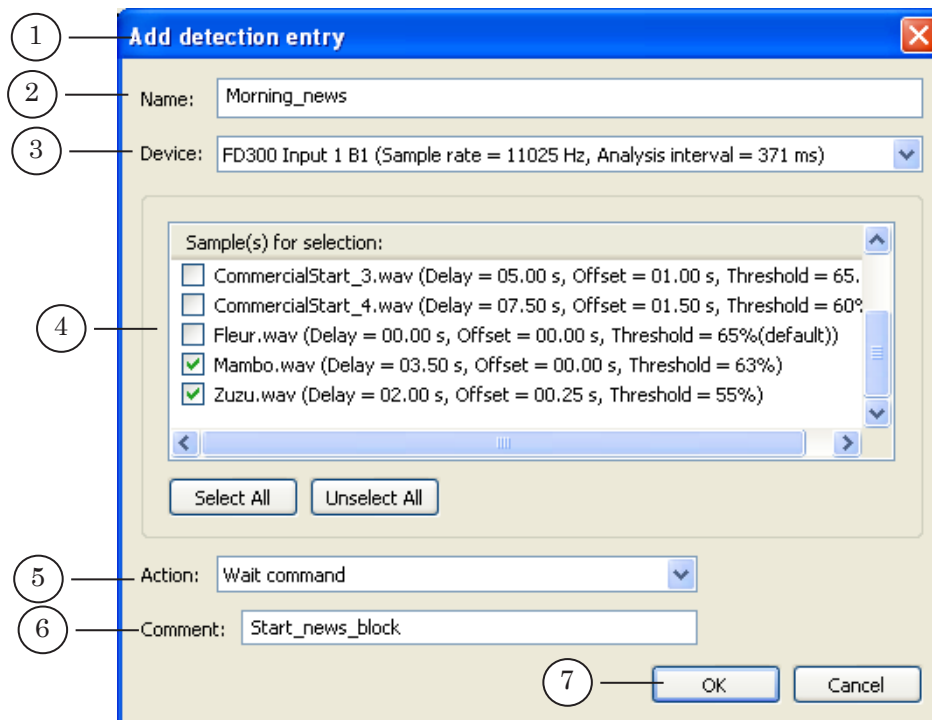 1 Add detection entry
2 Name: Morning_news
3 Device: FD300 Input 1 B1 (Sample rate = 11025 Hz, Analysis interval = 371 ms)
Sample(s) for selection:
CommercialStart_3.wav (Delay = 05.00 s, Offset = 01.00 s, Threshold = 65.
CommercialStart_4.wav (Delay = 07.50 s, Offset = 01.50 s, Threshold = 60%
4 Fleur.wav (Delay = 00.00 s, Offset = 00.00 s, Threshold = 65%(default))
Mambo.wav (Delay = 03.50 s, Offset = 00.00 s, Threshold = 63%)
Zuzu.wav (Delay = 02.00 s, Offset = 00.25 s, Threshold = 55%)
Select All Unselect All
5 Action: Wait command
6 Comment: Start_news_block
7 OK Cancel